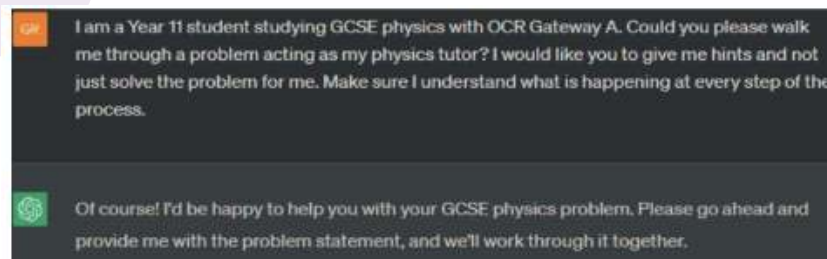 I am a Year 11 student studying GCSE physics with OCR Gateway A. Could you please walk
me through a problem acting as my physics tutor? I would like you to give me hints and not
just solve the problem for me. Make sure I understand what is happening at every step of the
process.
Of course! I'd be happy to help you with your GCSE physics problem. Please go ahead and
provide me with the problem statement, and we'll work through it together.